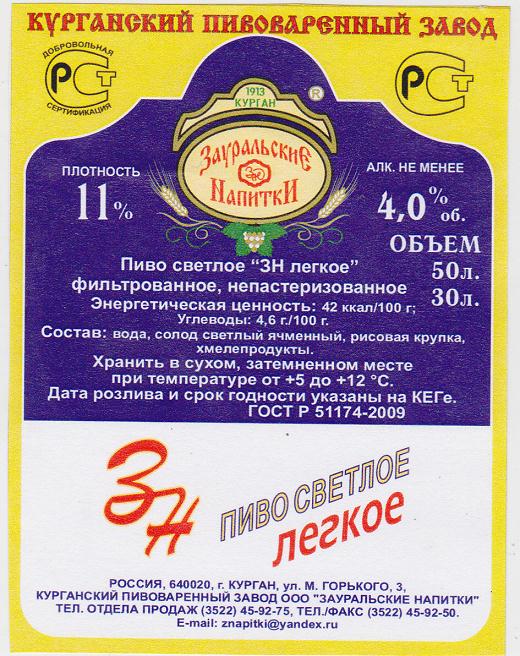 КУРГАНСКИЙ ПИВОВАРЕННЫЙ ЗАВОД
ДОБРОВОЛЬНАЯ
РСТ
СЕРТИФИКАЦИЯ
РСТ
1913
КУРГАН
®
ЗАУРАЛЬСКИЕ
ЗН
НАПИТКИ
ПЛОТНОСТЬ
11%
АЛК. НЕ МЕНЕЕ
4,0% об.
ОБЪЕМ
50л.
30л.
Пиво светлое “ЗН легкое”
фильтрованное, непастеризованное
Энергетическая ценность: 42 ккал/100 г;
Углеводы: 4,6 г./100 г.
Состав: вода, солод светлый ячменный, рисовая крупка,
хмелепродукты.
Хранить в сухом, затемненном месте
при температуре от +5 до +12 °С.
Дата розлива и срок годности указаны на КЕГе.
ГОСТ Р 51174-2009
ЗН
ПИВО СВЕТЛОЕ
легкое
РОССИЯ, 640020, г. КУРГАН, ул. М. ГОРЬКОГО, 3,
КУРГАНСКИЙ ПИВОВАРЕННЫЙ ЗАВОД ООО "ЗАУРАЛЬСКИЕ НАПИТКИ"
ТЕЛ. ОТДЕЛА ПРОДАЖ (3522) 45-92-75, ТЕЛ./ФАКС (3522) 45-92-50.
E-mail: znapitki@yandex.ru